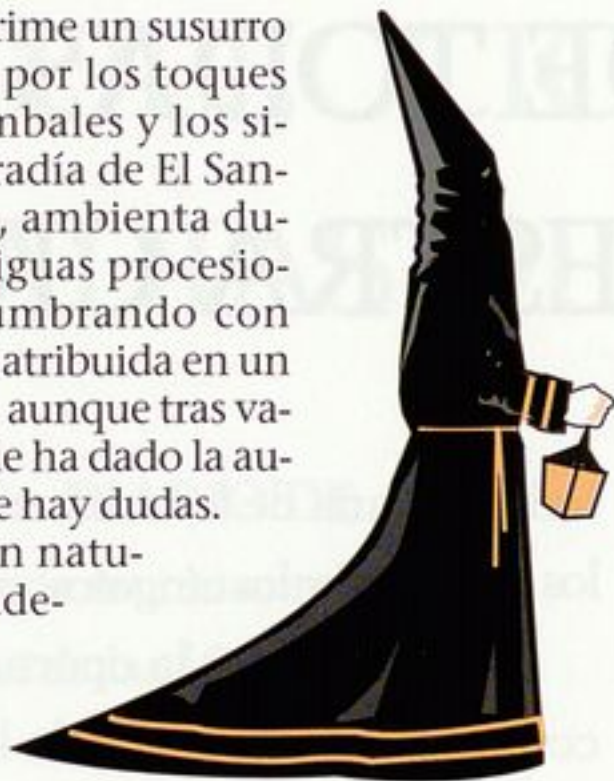 rime un susurro
por los toques
mbales y los si-
radía de El San-
, ambienta du-
iguas procesio-
umbrando con
atribuida en un
aunque tras va-
le ha dado la au-
e hay dudas.
n natu-
de-